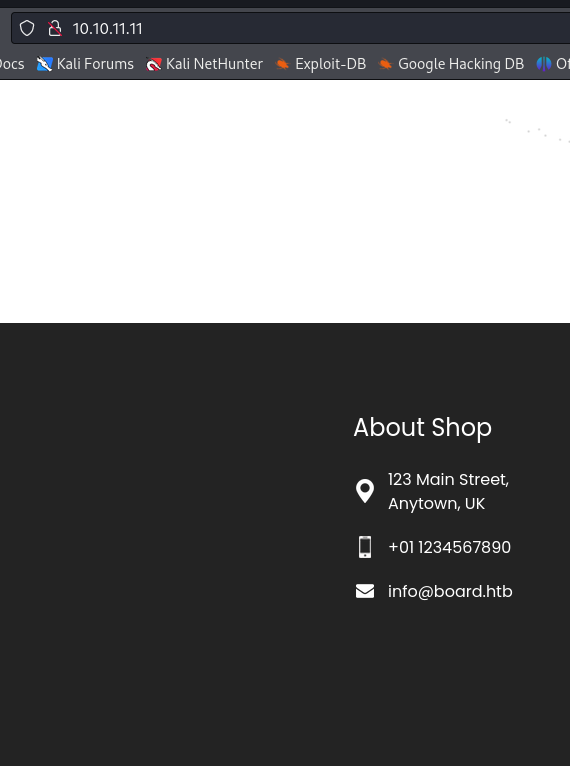 10.10.11.11
Docs Kali Forums Kali NetHunter Exploit-DB Google Hacking DB
About Shop
123 Main Street,
Anytown, UK
+01 1234567890
info@board.htb